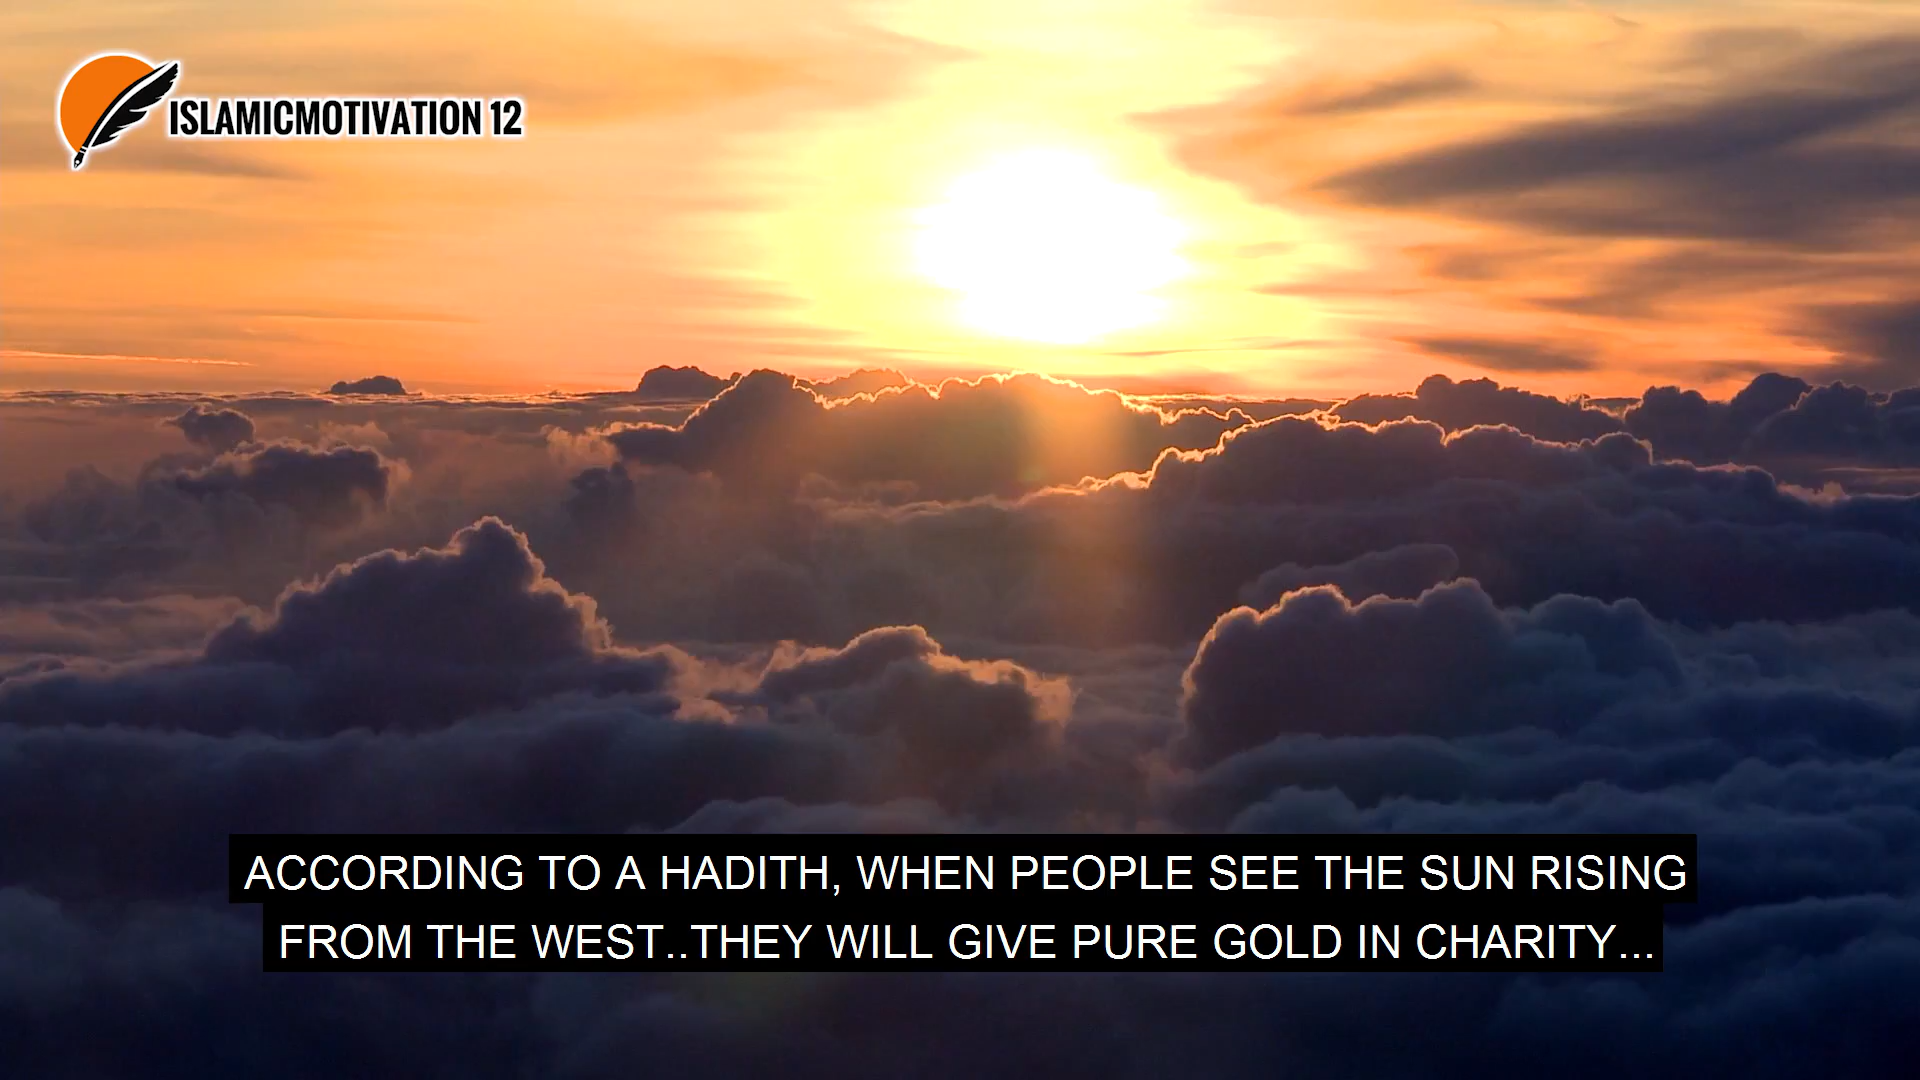 ISLAMICMOTIVATION 12
ACCORDING TO A HADITH, WHEN PEOPLE SEE THE SUN RISING
FROM THE WEST..THEY WILL GIVE PURE GOLD IN CHARITY...